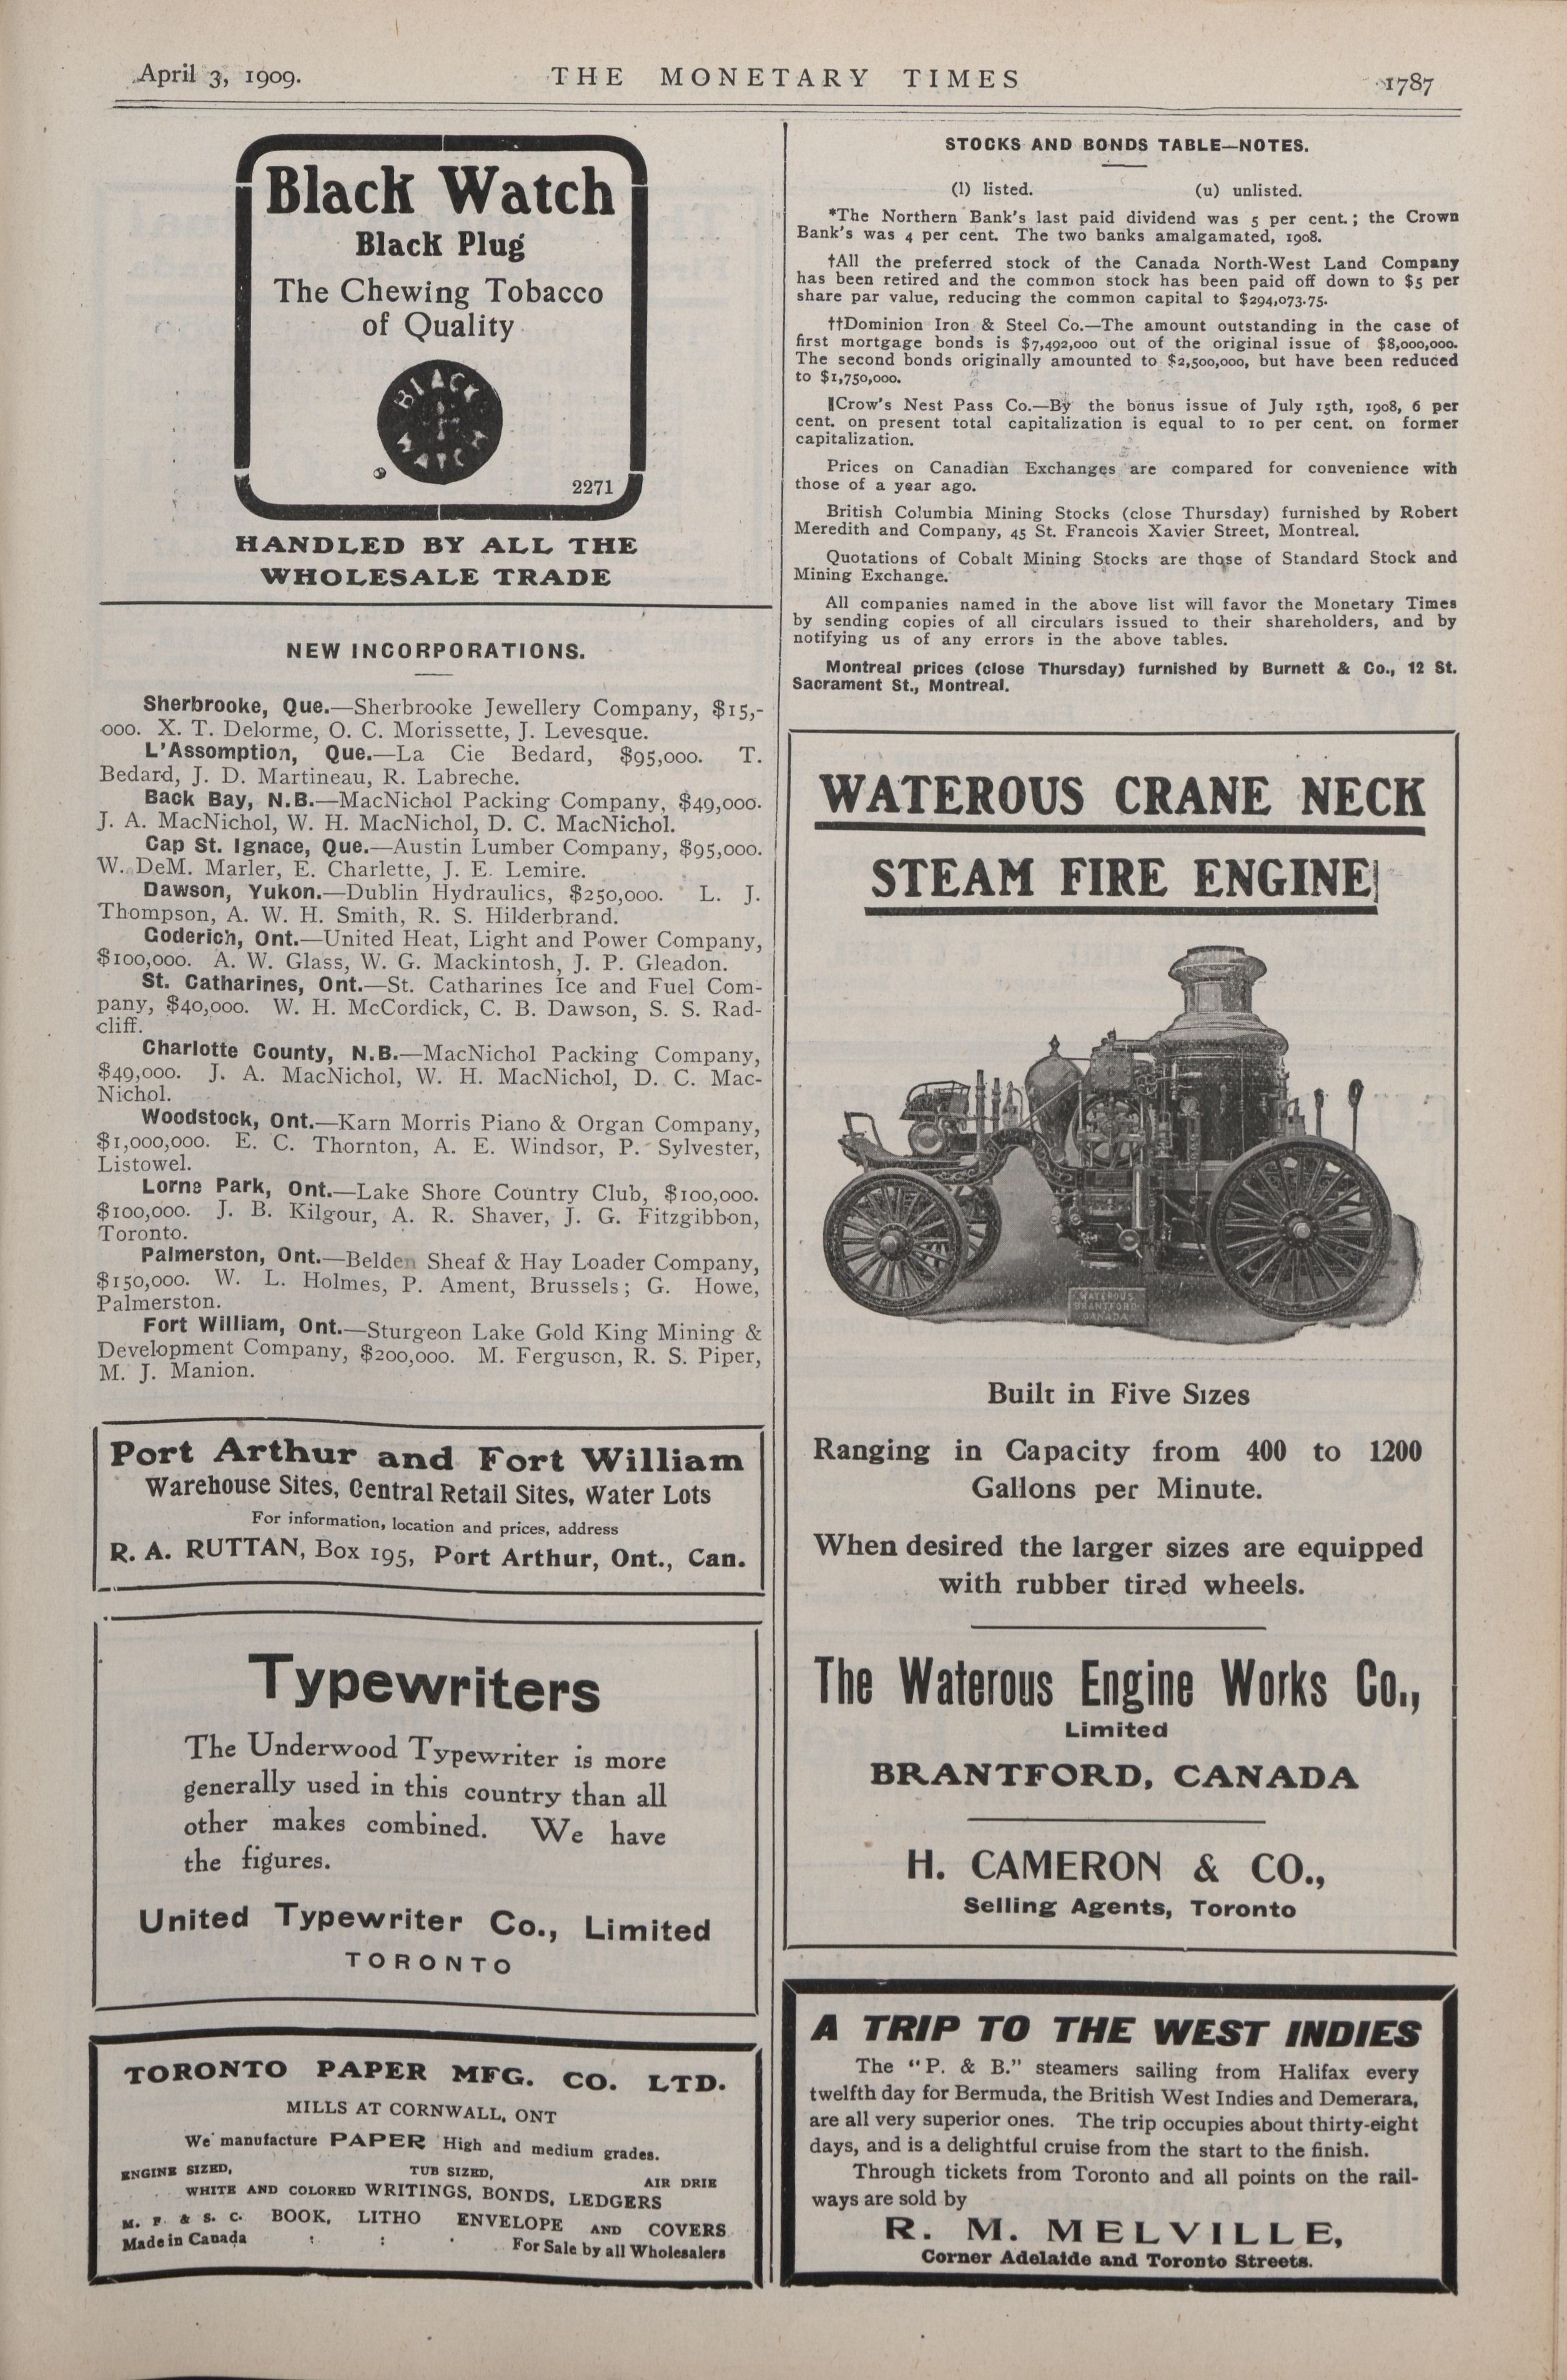 April 3, 1909.
THE MONETARY TIMES
1787
Black Watch
Black Plug
The Chewing Tobacco
of Quality
BLACK
WATCH
2271
HANDLED BY ALL THE
WHOLESALE TRADE
NEW INCORPORATIONS.
Sherbrooke, Que.—Sherbrooke Jewellery Company, $15,-
000. X. T. Delorme, O. C. Morissette, J. Levesque.
L'Assomption, Que.—La Cie Bedard, $95,000. T.
Bedard, J. D. Martineau, R. Labreche.
Back Bay, N.B.—MacNichol Packing Company, $49,000.
J. A. MacNichol, W. H. MacNichol, D. C. MacNichol.
Cap St. Ignace, Que.—Austin Lumber Company, $95,000.
W. DeM. Marler, E. Charlette, J. E. Lemire.
Dawson, Yukon.—Dublin Hydraulics, $250,000. L. J.
Thompson, A. W. H. Smith, R. S. Hilderbrand.
Goderich, Ont.—United Heat, Light and Power Company,
$100,000. A. W. Glass, W. G. Mackintosh, J. P. Gleadon.
St. Catharines, Ont.—St. Catharines Ice and Fuel Com-
pany, $40,000. W. H. McCordick, C. B. Dawson, S. S. Rad-
cliff.
Charlotte County, N.B.—MacNichol Packing Company,
$49,000. J. A. MacNichol, W. H. MacNichol, D. C. Mac-
Nichol.
Woodstock, Ont.—Karn Morris Piano & Organ Company,
$1,000,000. E. C. Thornton, A. E. Windsor, P. Sylvester,
Listowel.
Lorne Park, Ont.—Lake Shore Country Club, $100,000.
$100,000. J. B. Kilgour, A. R. Shaver, J. G. Fitzgibbon,
Toronto.
Palmerston, Ont.—Belden Sheaf & Hay Loader Company,
$150,000. W. L. Holmes, P. Ament, Brussels; G. Howe,
Palmerston.
Fort William, Ont.—Sturgeon Lake Gold King Mining &
Development Company, $200,000. M. Ferguson, R. S. Piper,
M. J. Manion.
Port Arthur and Fort William
Warehouse Sites, Central Retail Sites, Water Lots
For information, location and prices, address
R. A. RUTTAN, Box 195, Port Arthur, Ont., Can.
Typewriters
The Underwood Typewriter is more
generally used in this country than all
other makes combined. We have
the figures.
United Typewriter Co., Limited
TORONTO
TORONTO PAPER MFG. CO. LTD.
MILLS AT CORNWALL, ONT
We manufacture PAPER High and medium grades.
ENGINE SIZED, TUB SIZED, AIR DRIE
WHITE AND COLORED WRITINGS, BONDS, LEDGERS
M. F. & S. C. BOOK, LITHO ENVELOPE AND COVERS
Made in Canada : : . For Sale by all Wholesalers
STOCKS AND BONDS TABLE—NOTES.
(l) listed. (u) unlisted.
*The Northern Bank's last paid dividend was 5 per cent.; the Crown
Bank's was 4 per cent. The two banks amalgamated, 1908.
†All the preferred stock of the Canada North-West Land Company
has been retired and the common stock has been paid off down to $5 per
share par value, reducing the common capital to $294,073.75.
††Dominion Iron & Steel Co.—The amount outstanding in the case of
first mortgage bonds is $7,492,000 out of the original issue of $8,000,000.
The second bonds originally amounted to $2,500,000, but have been reduced
to $1,750,000.
‖Crow's Nest Pass Co.—By the bonus issue of July 15th, 1908, 6 per
cent. on present total capitalization is equal to 10 per cent. on former
capitalization.
Prices on Canadian Exchanges are compared for convenience with
those of a year ago.
British Columbia Mining Stocks (close Thursday) furnished by Robert
Meredith and Company, 45 St. Francois Xavier Street, Montreal.
Quotations of Cobalt Mining Stocks are those of Standard Stock and
Mining Exchange.
All companies named in the above list will favor the Monetary Times
by sending copies of all circulars issued to their shareholders, and by
notifying us of any errors in the above tables.
Montreal prices (close Thursday) furnished by Burnett & Co., 12 St.
Sacrament St., Montreal.
WATEROUS CRANE NECK
STEAM FIRE ENGINE
WATEROUS
BRANTFORD
CANADA
Built in Five Sizes
Ranging in Capacity from 400 to 1200
Gallons per Minute.
When desired the larger sizes are equipped
with rubber tired wheels.
The Waterous Engine Works Co.,
Limited
BRANTFORD, CANADA
H. CAMERON & CO.,
Selling Agents, Toronto
A TRIP TO THE WEST INDIES
The "P. & B." steamers sailing from Halifax every
twelfth day for Bermuda, the British West Indies and Demerara,
are all very superior ones. The trip occupies about thirty-eight
days, and is a delightful cruise from the start to the finish.
Through tickets from Toronto and all points on the rail-
ways are sold by
R. M. MELVILLE,
Corner Adelaide and Toronto Streets.